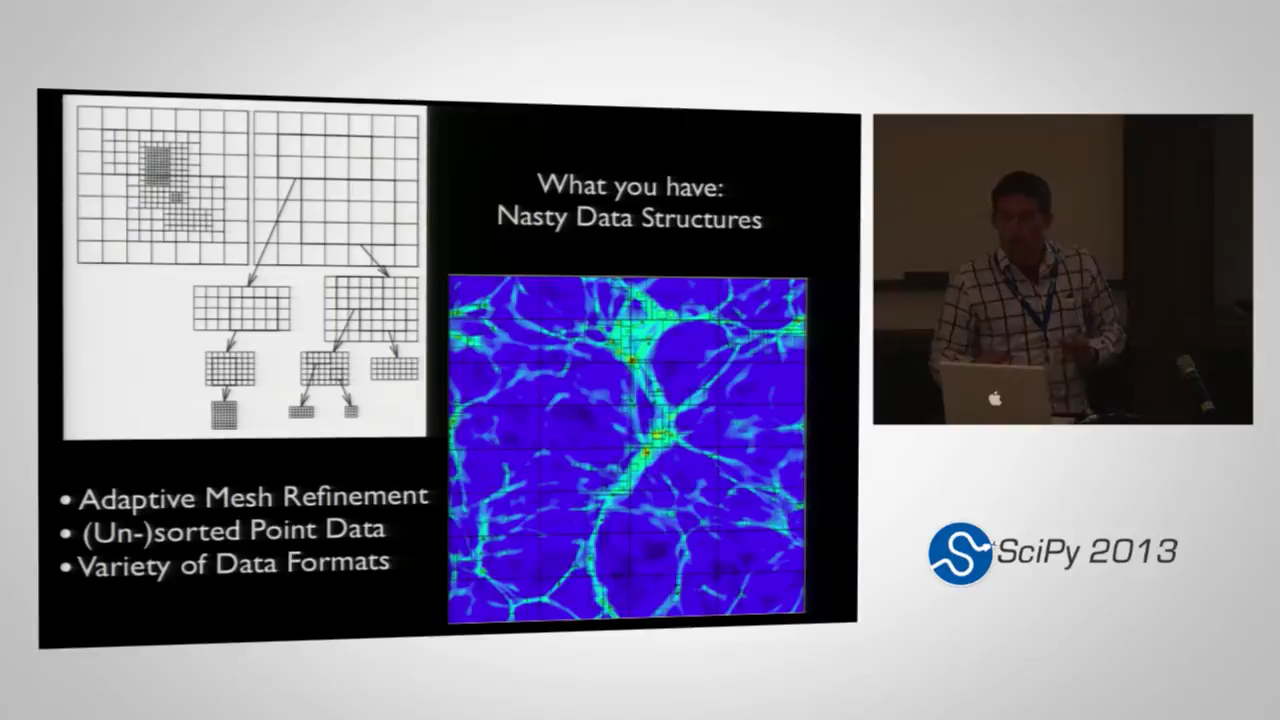 What you have:
Nasty Data Structures
• Adaptive Mesh Refinement
• (Un-)sorted Point Data
• Variety of Data Formats
SciPy 2013